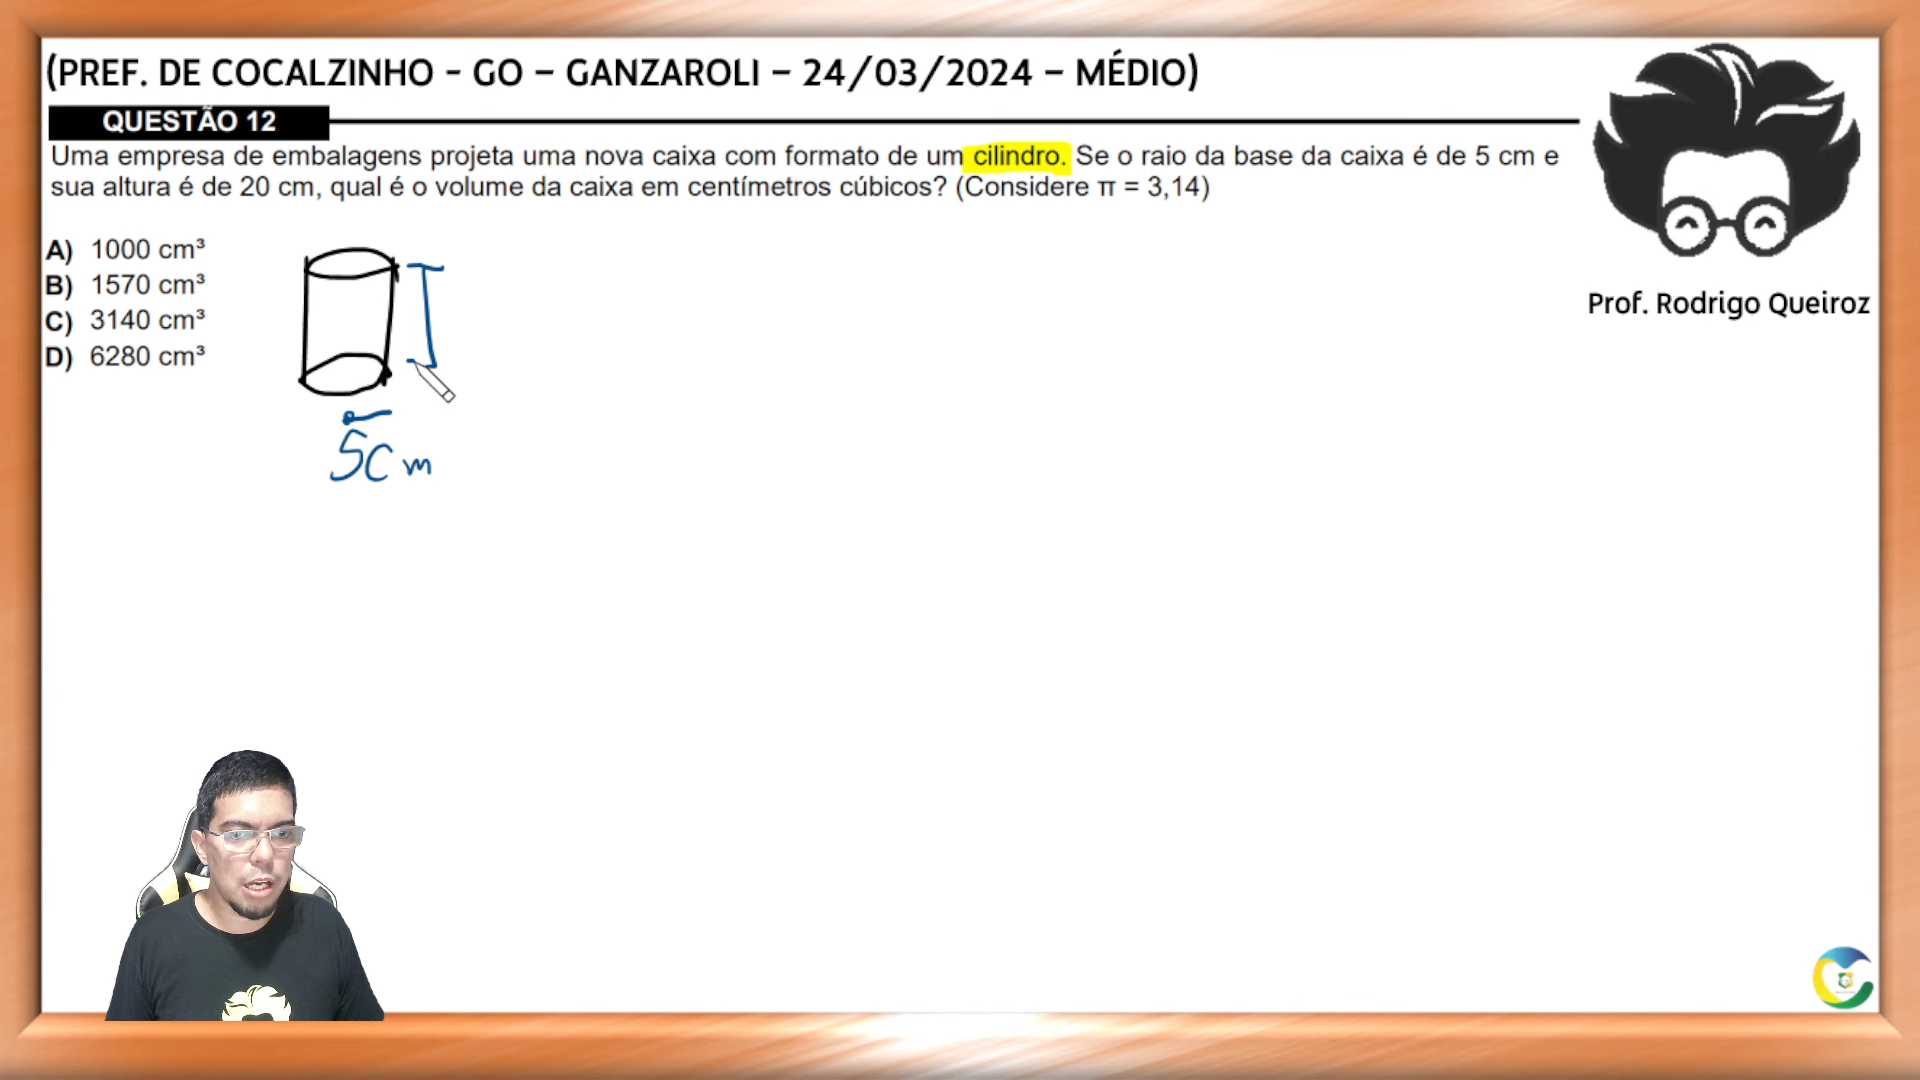 (PREF. DE COCALZINHO - GO – GANZAROLI – 24/03/2024 – MÉDIO)
QUESTÃO 12
Uma empresa de embalagens projeta uma nova caixa com formato de um cilindro. Se o raio da base da caixa é de 5 cm e
sua altura é de 20 cm, qual é o volume da caixa em centímetros cúbicos? (Considere π = 3,14)
A) 1000 cm³
B) 1570 cm³
C) 3140 cm³
D) 6280 cm³
5cm
Prof. Rodrigo Queiroz